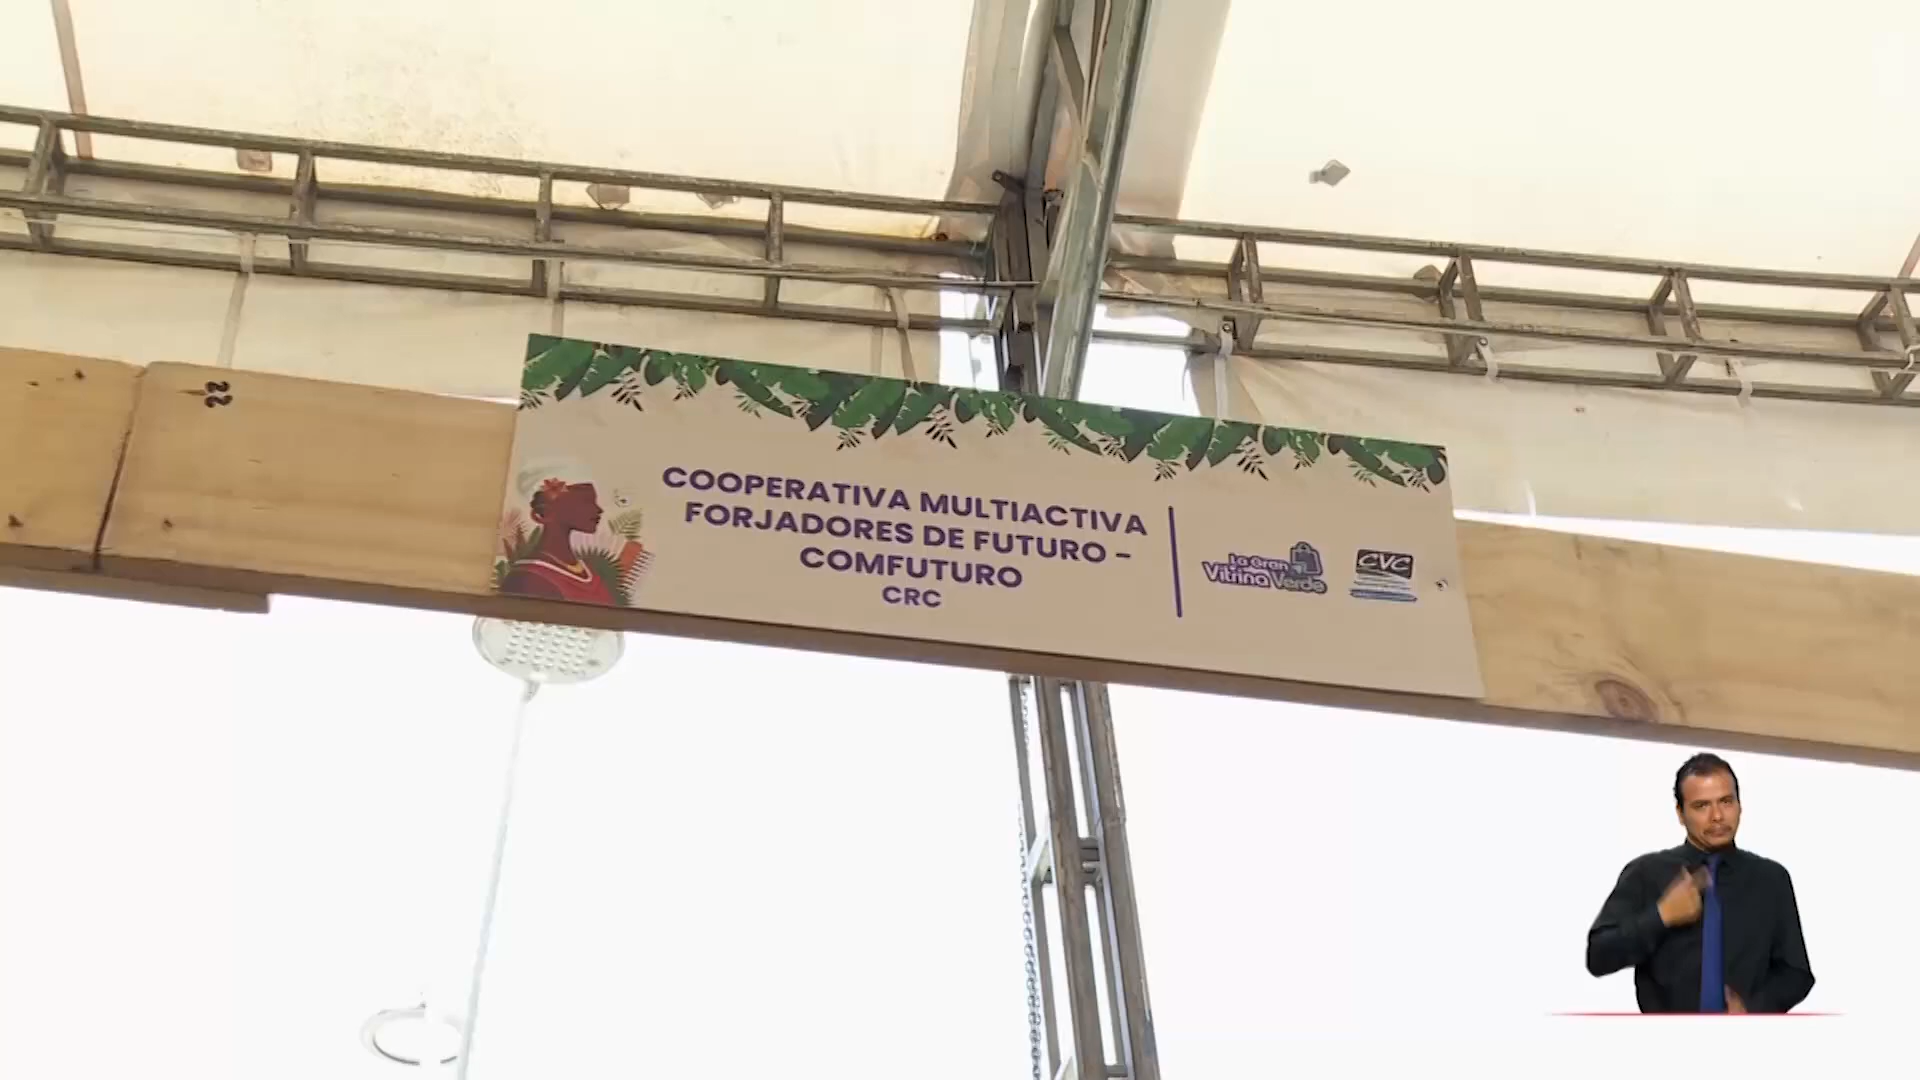 22
COOPERATIVA MULTIACTIVA
FORJADORES DE FUTURO -
COMFUTURO
CRC
La Gran
Vitrina Verde
CVC